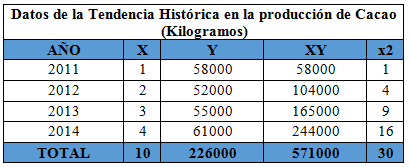 Datos de la Tendencia Histórica en la producción de Cacao
(Kilogramos)
AÑO X Y XY x2
2011 1 58000 58000 1
2012 2 52000 104000 4
2013 3 55000 165000 9
2014 4 61000 244000 16
TOTAL 10 226000 571000 30